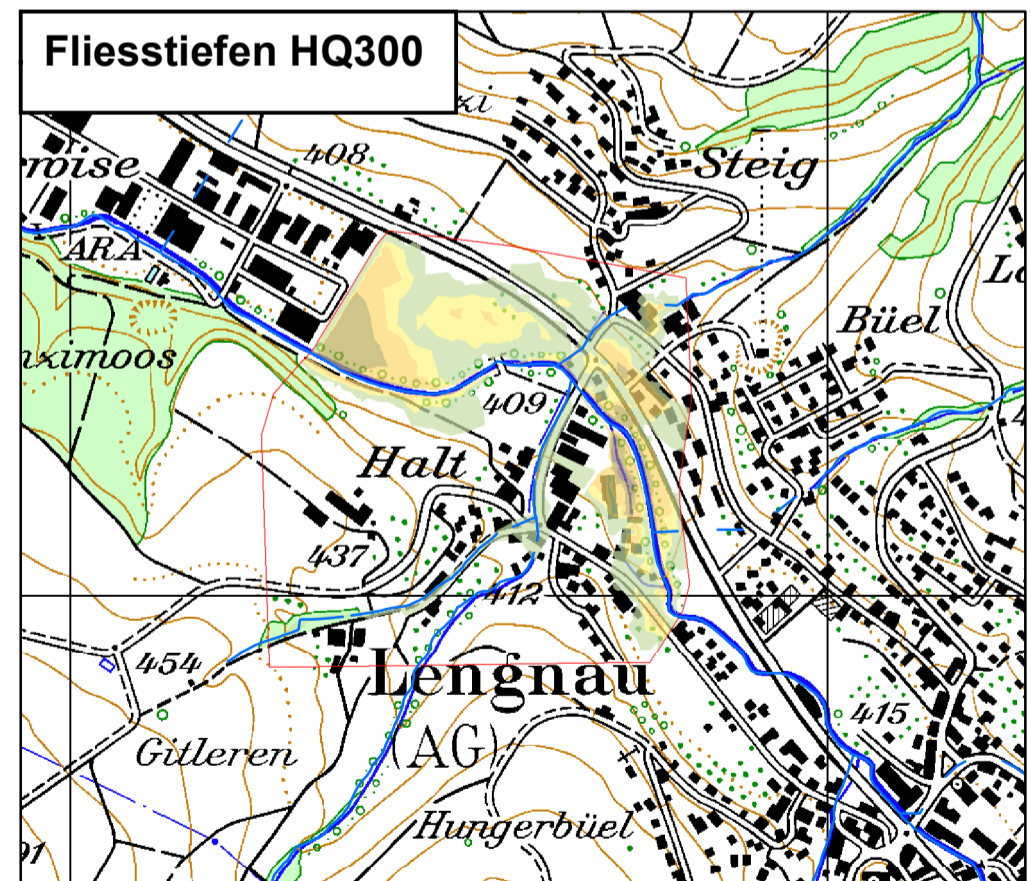 Fliesstiefen HQ300
408
Steig
ARA
Büel
409
Halt
437
412
454
Lengnau
(AG)
415
Gitleren
Hungerbüel